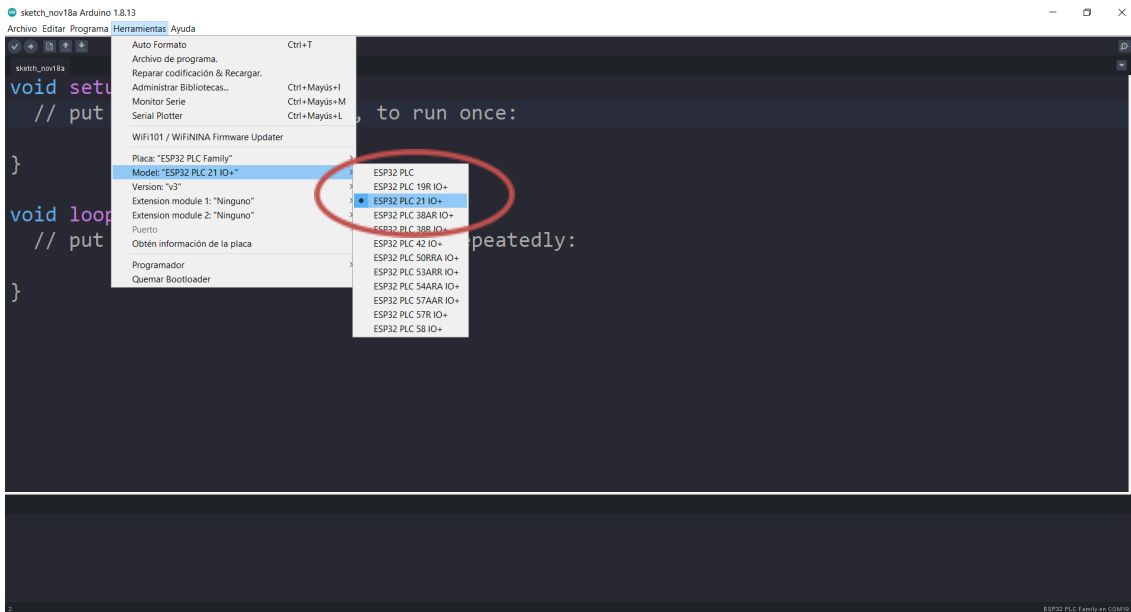 sketch_nov18a Arduino 1.8.13
Archivo Editar Programa Herramientas Ayuda
sketch_nov18a
Auto Formato Ctrl+T
Archivo de programa.
Reparar codificación & Recargar.
Administrar Bibliotecas... Ctrl+Mayús+I
Monitor Serie Ctrl+Mayús+M
Serial Plotter Ctrl+Mayús+L
WiFi101 / WiFiNINA Firmware Updater
Placa: "ESP32 PLC Family"
Model: "ESP32 PLC 21 IO+"
Version: "v3"
Extension module 1: "Ninguno"
Extension module 2: "Ninguno"
Puerto
Obtén información de la placa
Programador
Quemar Bootloader
ESP32 PLC
ESP32 PLC 19R IO+
ESP32 PLC 21 IO+
ESP32 PLC 38AR IO+
ESP32 PLC 38R IO+
ESP32 PLC 42 IO+
ESP32 PLC 50RRA IO+
ESP32 PLC 53ARR IO+
ESP32 PLC 54ARA IO+
ESP32 PLC 57AAR IO+
ESP32 PLC 57R IO+
ESP32 PLC 58 IO+
void setu
// put , to run once:
}
void loop
// put epeatedly:
}
2 ESP32 PLC Family en COM19